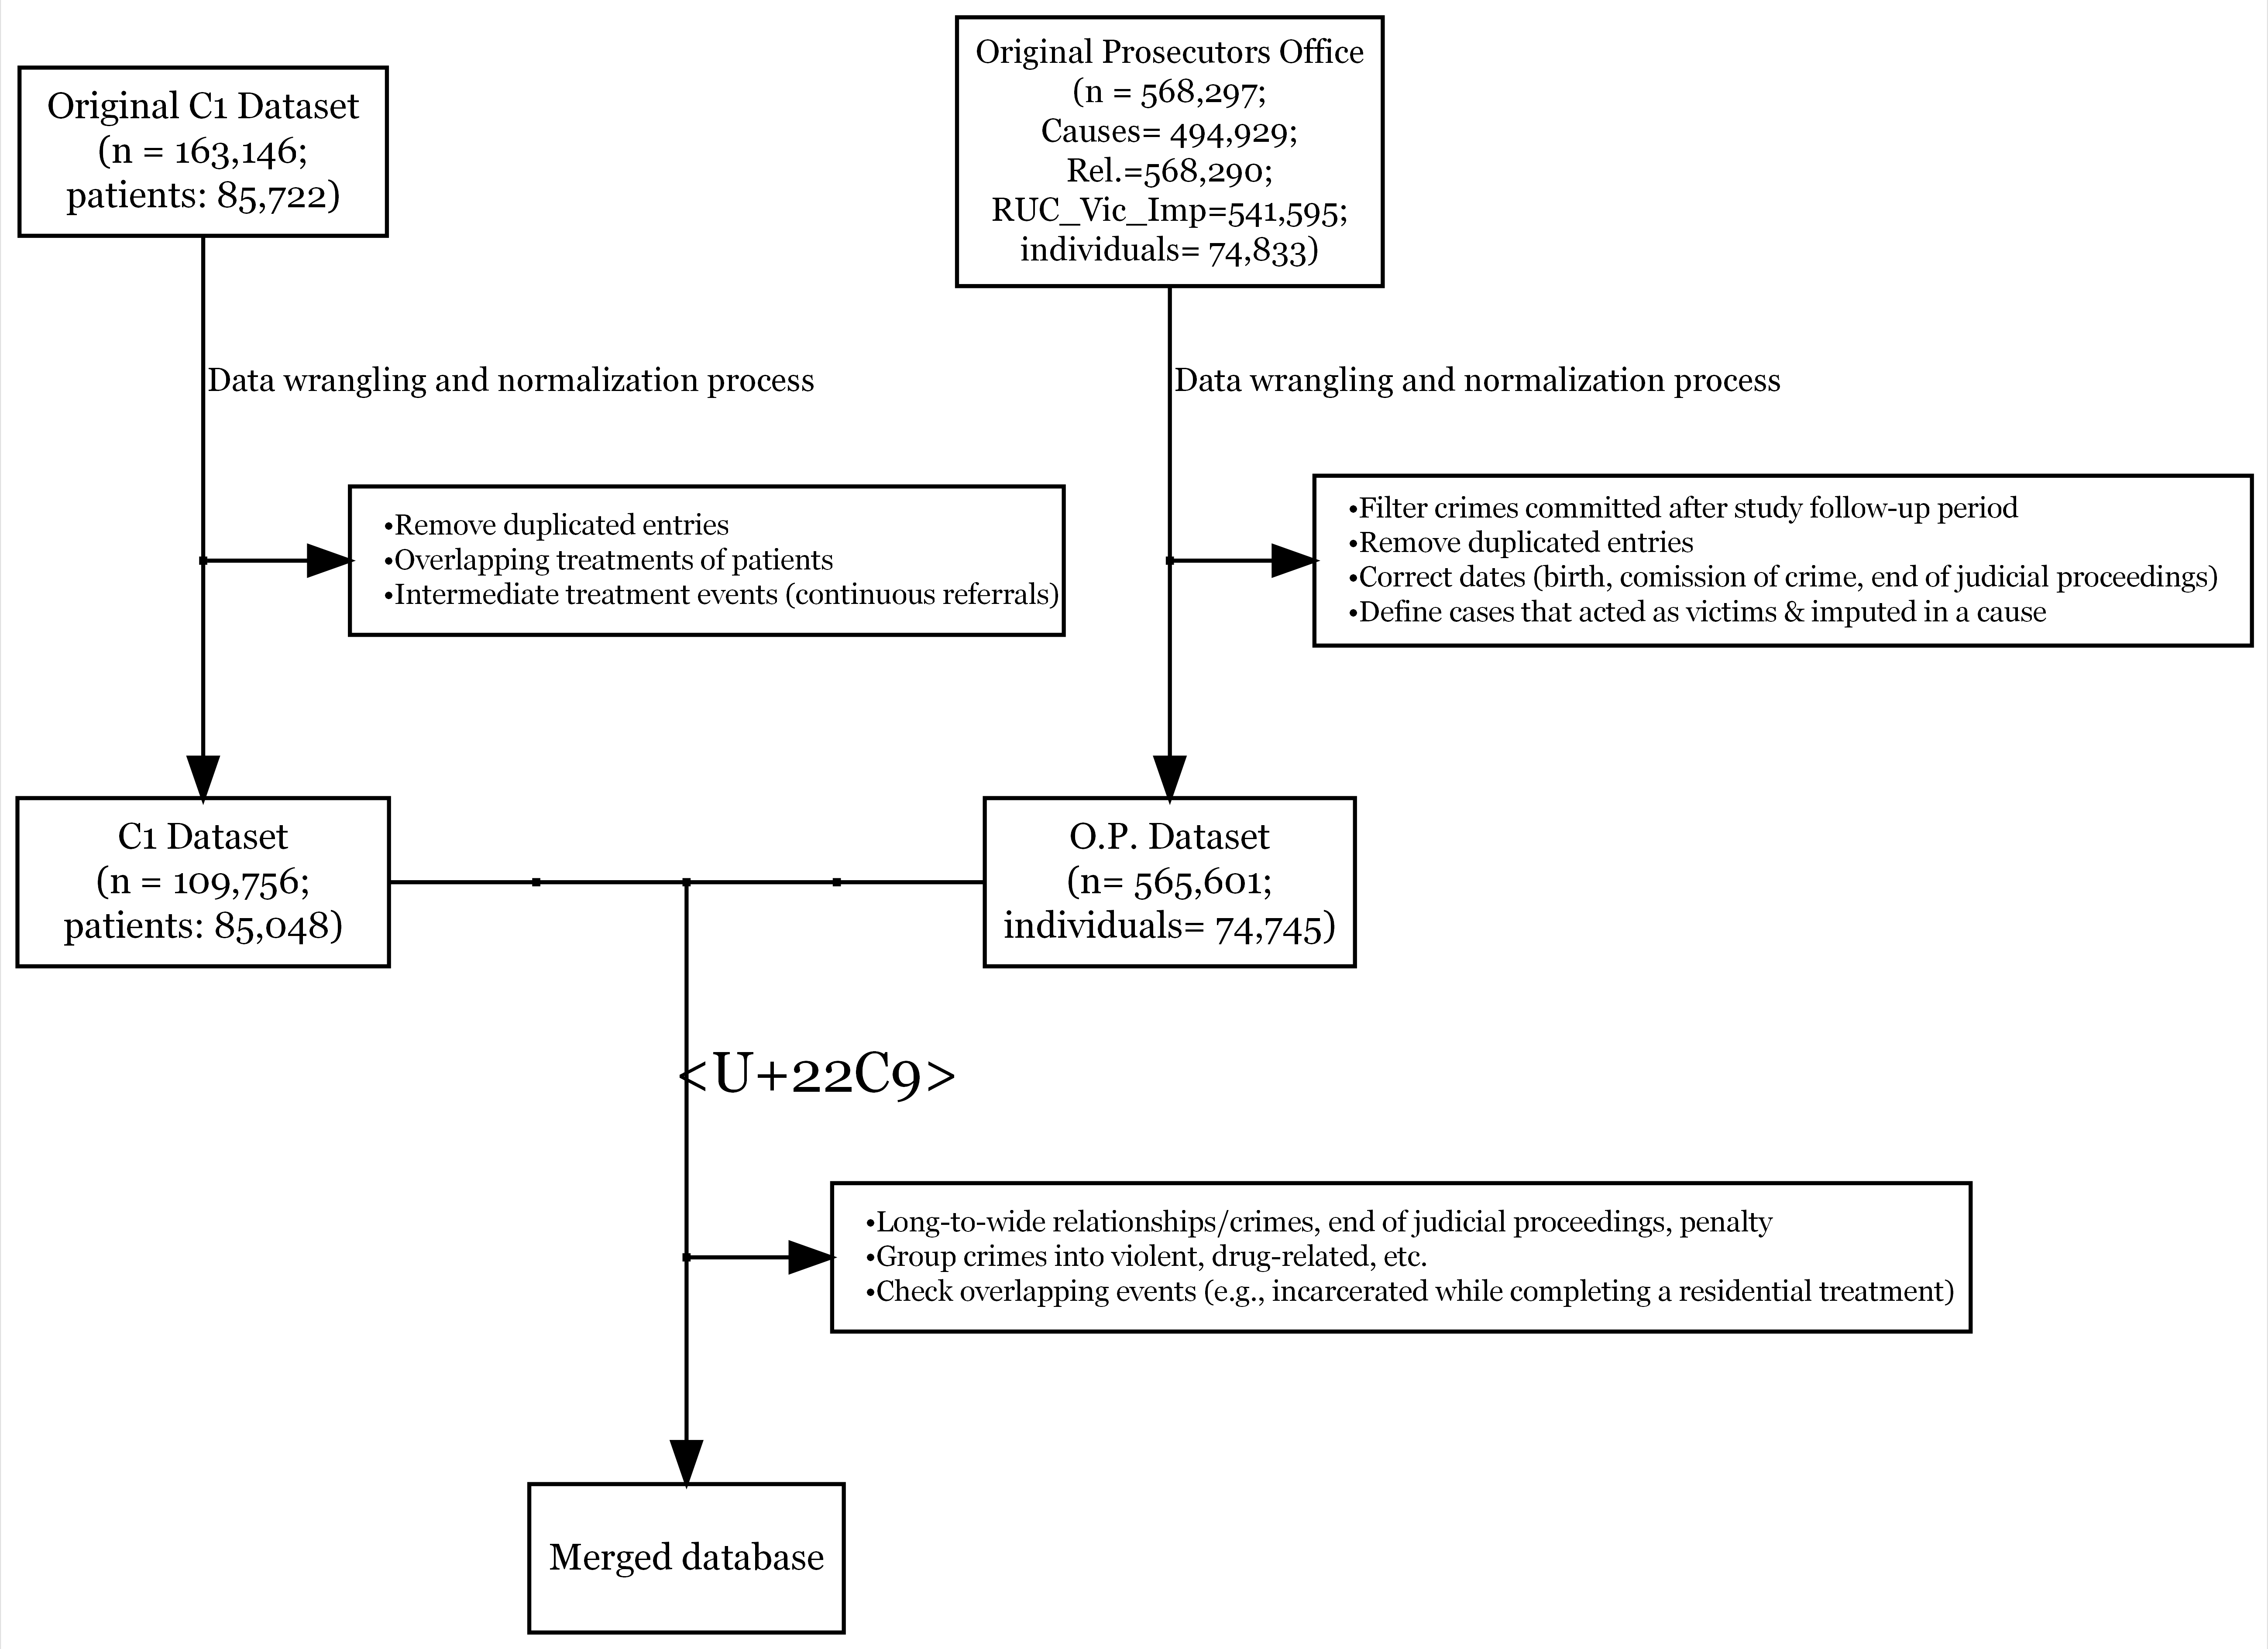 Original C1 Dataset
(n = 163,146;
patients: 85,722)
Original Prosecutors Office
(n = 568,297;
Causes= 494,929;
Rel.=568,290;
RUC_Vic_Imp=541,595;
individuals= 74,833)
Data wrangling and normalization process
Data wrangling and normalization process
•Remove duplicated entries
•Overlapping treatments of patients
•Intermediate treatment events (continuous referrals)
•Filter crimes committed after study follow-up period
•Remove duplicated entries
•Correct dates (birth, comission of crime, end of judicial proceedings)
•Define cases that acted as victims & imputed in a cause
C1 Dataset
(n = 109,756;
patients: 85,048)
O.P. Dataset
(n= 565,601;
individuals= 74,745)
<U+22C9>
•Long-to-wide relationships/crimes, end of judicial proceedings, penalty
•Group crimes into violent, drug-related, etc.
•Check overlapping events (e.g., incarcerated while completing a residential treatment)
Merged database